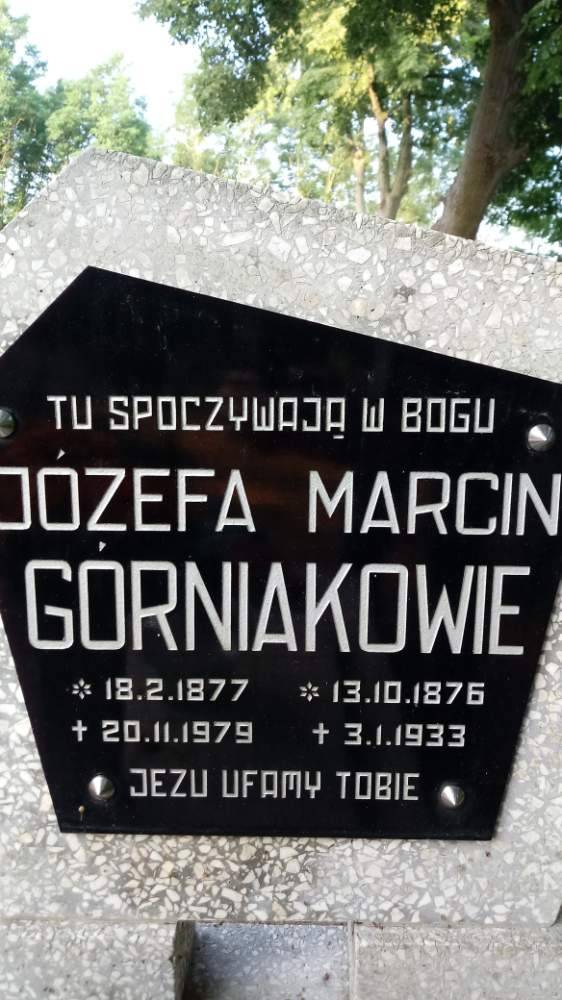 TU SPOCZYWAJĄ W BOGU
JÓZEFA MARCIN
GÓRNIAKOWIE
* 18.2.1877 * 13.10.1876
† 20.11.1979 † 3.1.1933
JEZU UFAMY TOBIE